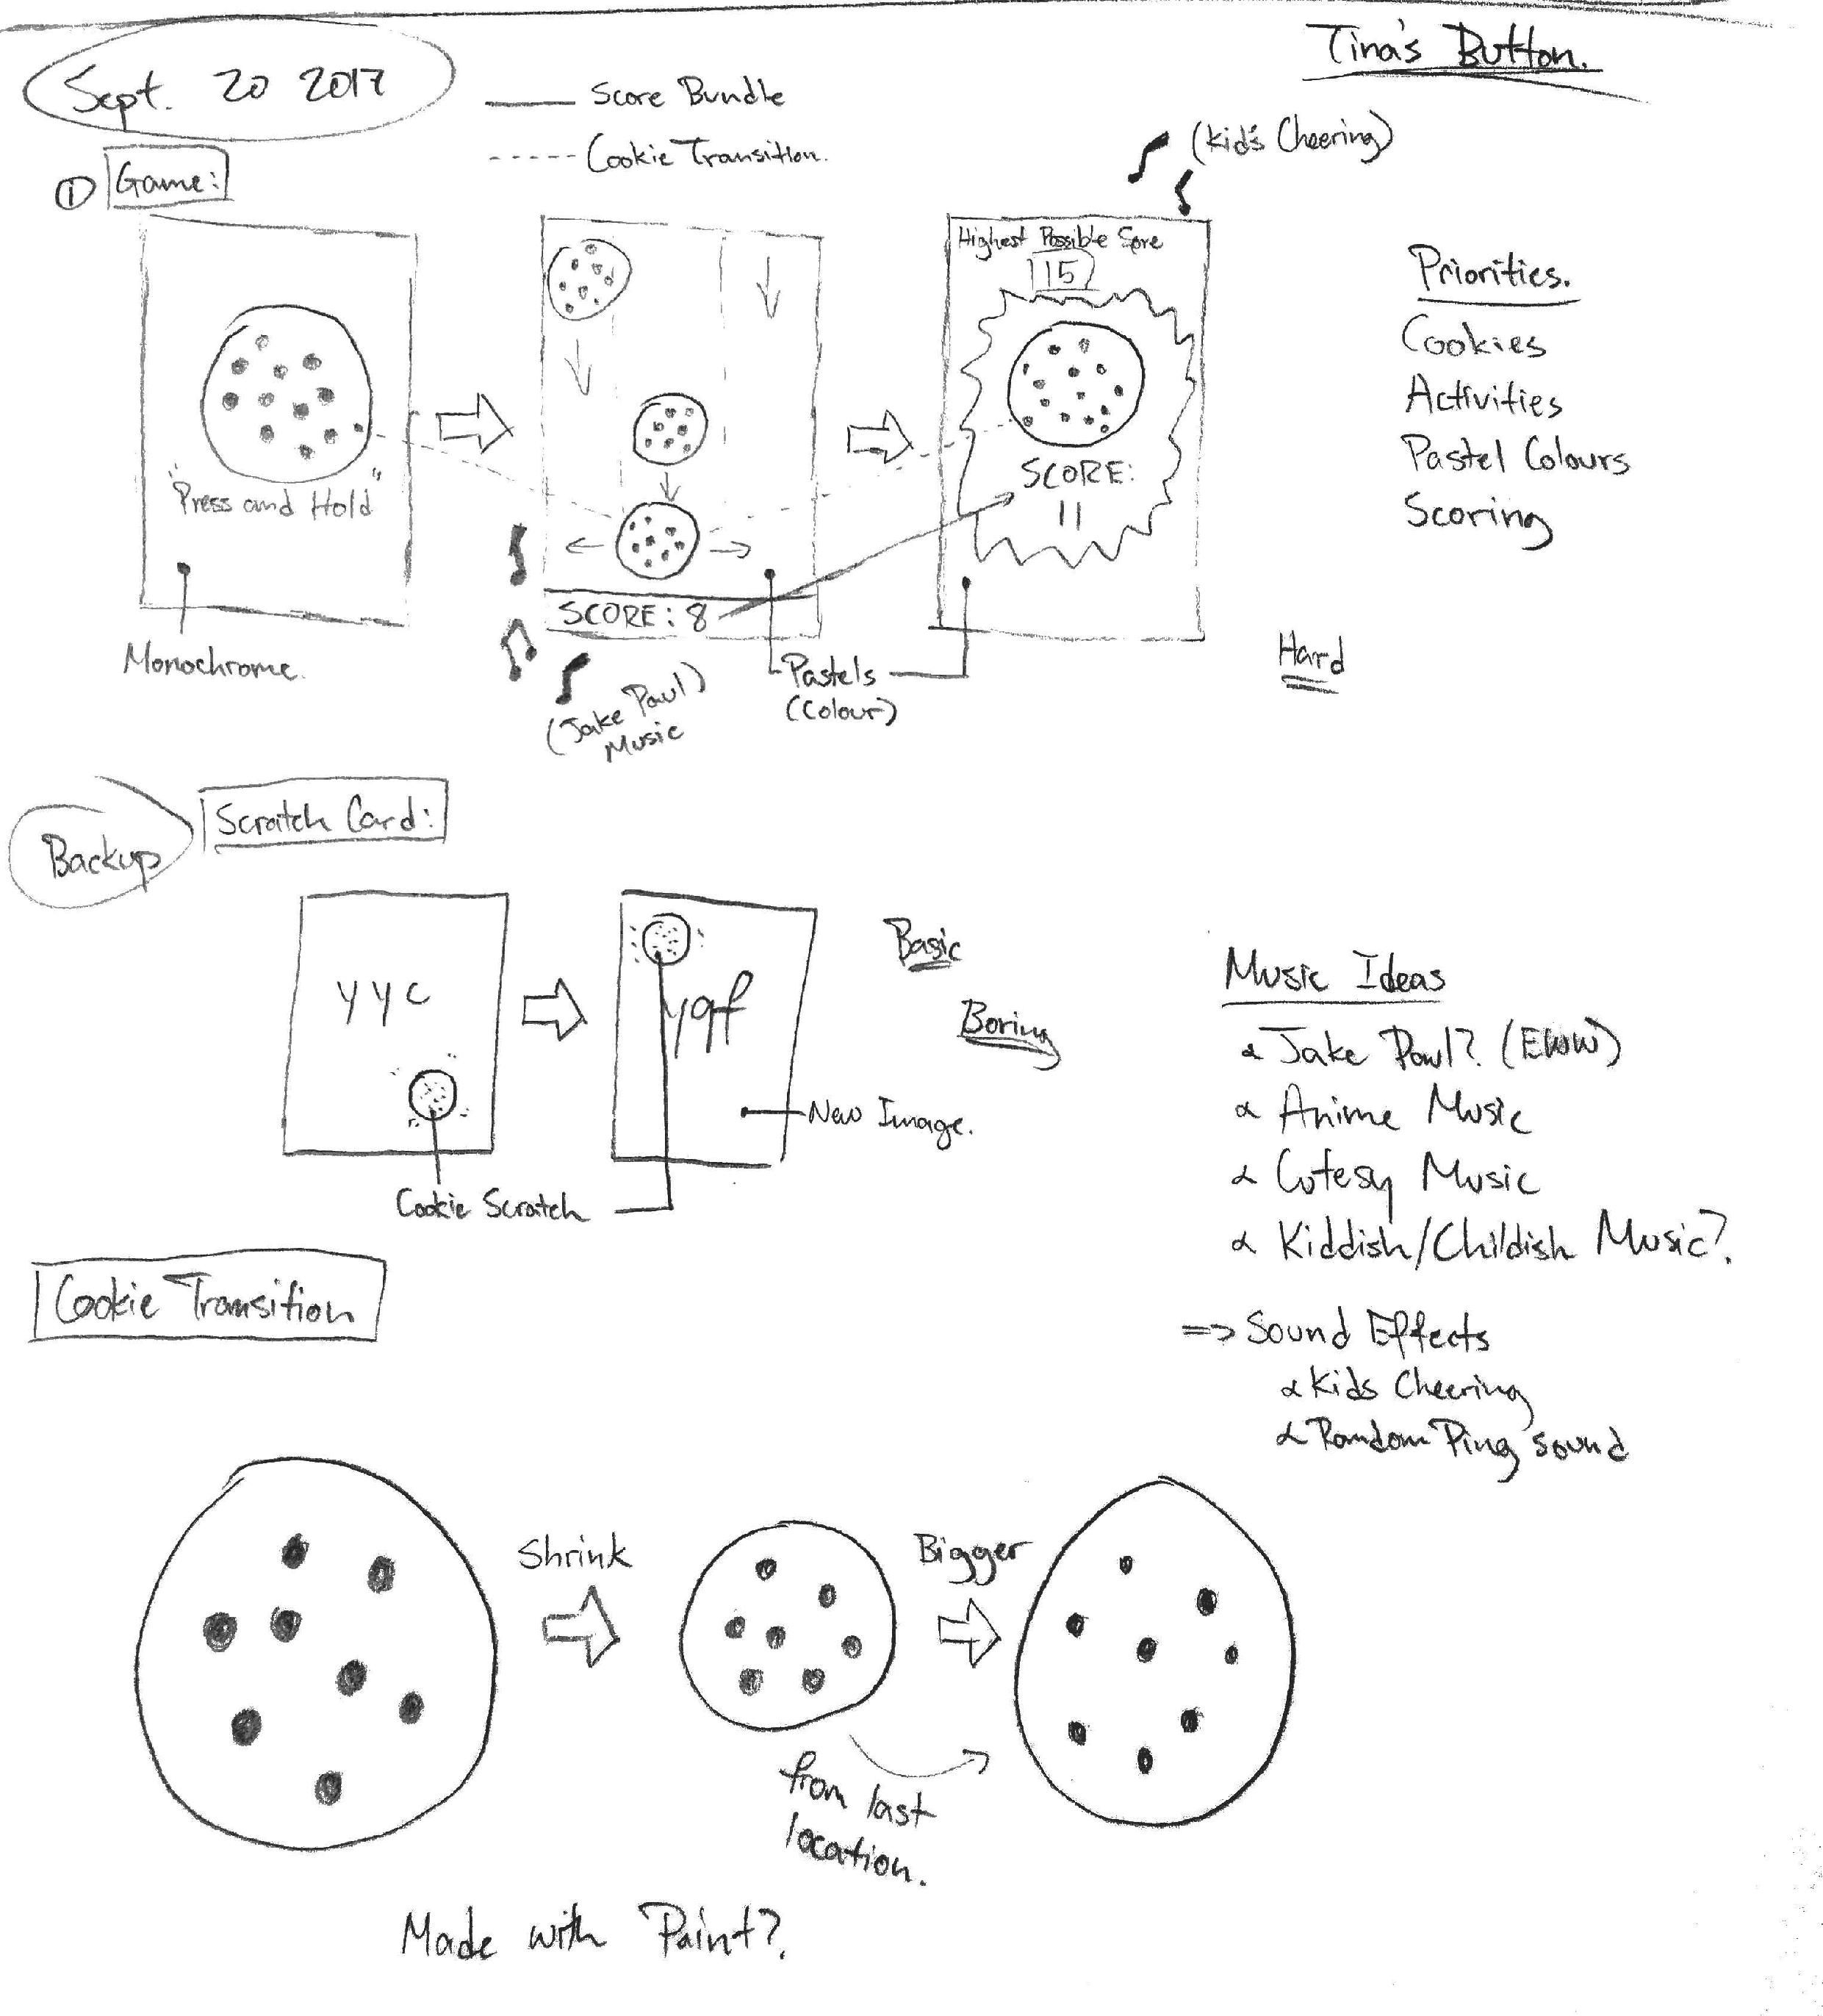 Tina's Button.
Sept. 20 2017
Score Bundle
Cookie Transition.
① Game:
"Press and Hold"
Monochrome.
SCORE: 8
(Jake Paul)
Music
Pastels
(Colour)
(Kid's Cheering)
Highest Possible Sore
15
SCORE:
11
Priorities.
Cookies
Activities
Pastel Colours
Scoring
Hard
Backup
Scratch Card:
yyc
Cookie Scratch
New Image.
Basic
Boring
Music Ideas
Jake Paul? (EWW)
Anime Music
Cutesy Music
Kiddish/Childish Music?
=> Sound Effects
Kids Cheering
Random Ping sound
Cookie Transition
Shrink
Bigger
from last
location.
Made with Paint?